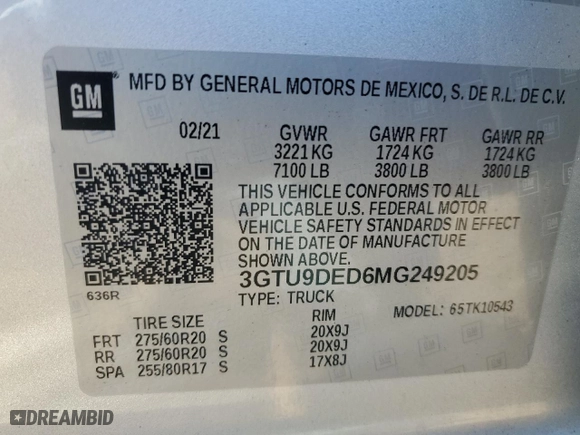 GM
MFD BY GENERAL MOTORS DE MEXICO, S. DE R.L. DE C.V.
02/21 GVWR GAWR FRT GAWR RR
3221 KG 1724 KG 1724 KG
7100 LB 3800 LB 3800 LB
THIS VEHICLE CONFORMS TO ALL
APPLICABLE U.S. FEDERAL MOTOR
VEHICLE SAFETY STANDARDS IN EFFECT
ON THE DATE OF MANUFACTURE
SHOWN ABOVE.
3GTU9DED6MG249205
636R TYPE: TRUCK
MODEL: 65TK10543
TIRE SIZE RIM
FRT 275/60R20 S 20X9J
RR 275/60R20 S 20X9J
SPA 255/80R17 S 17X8J
DREAMBID